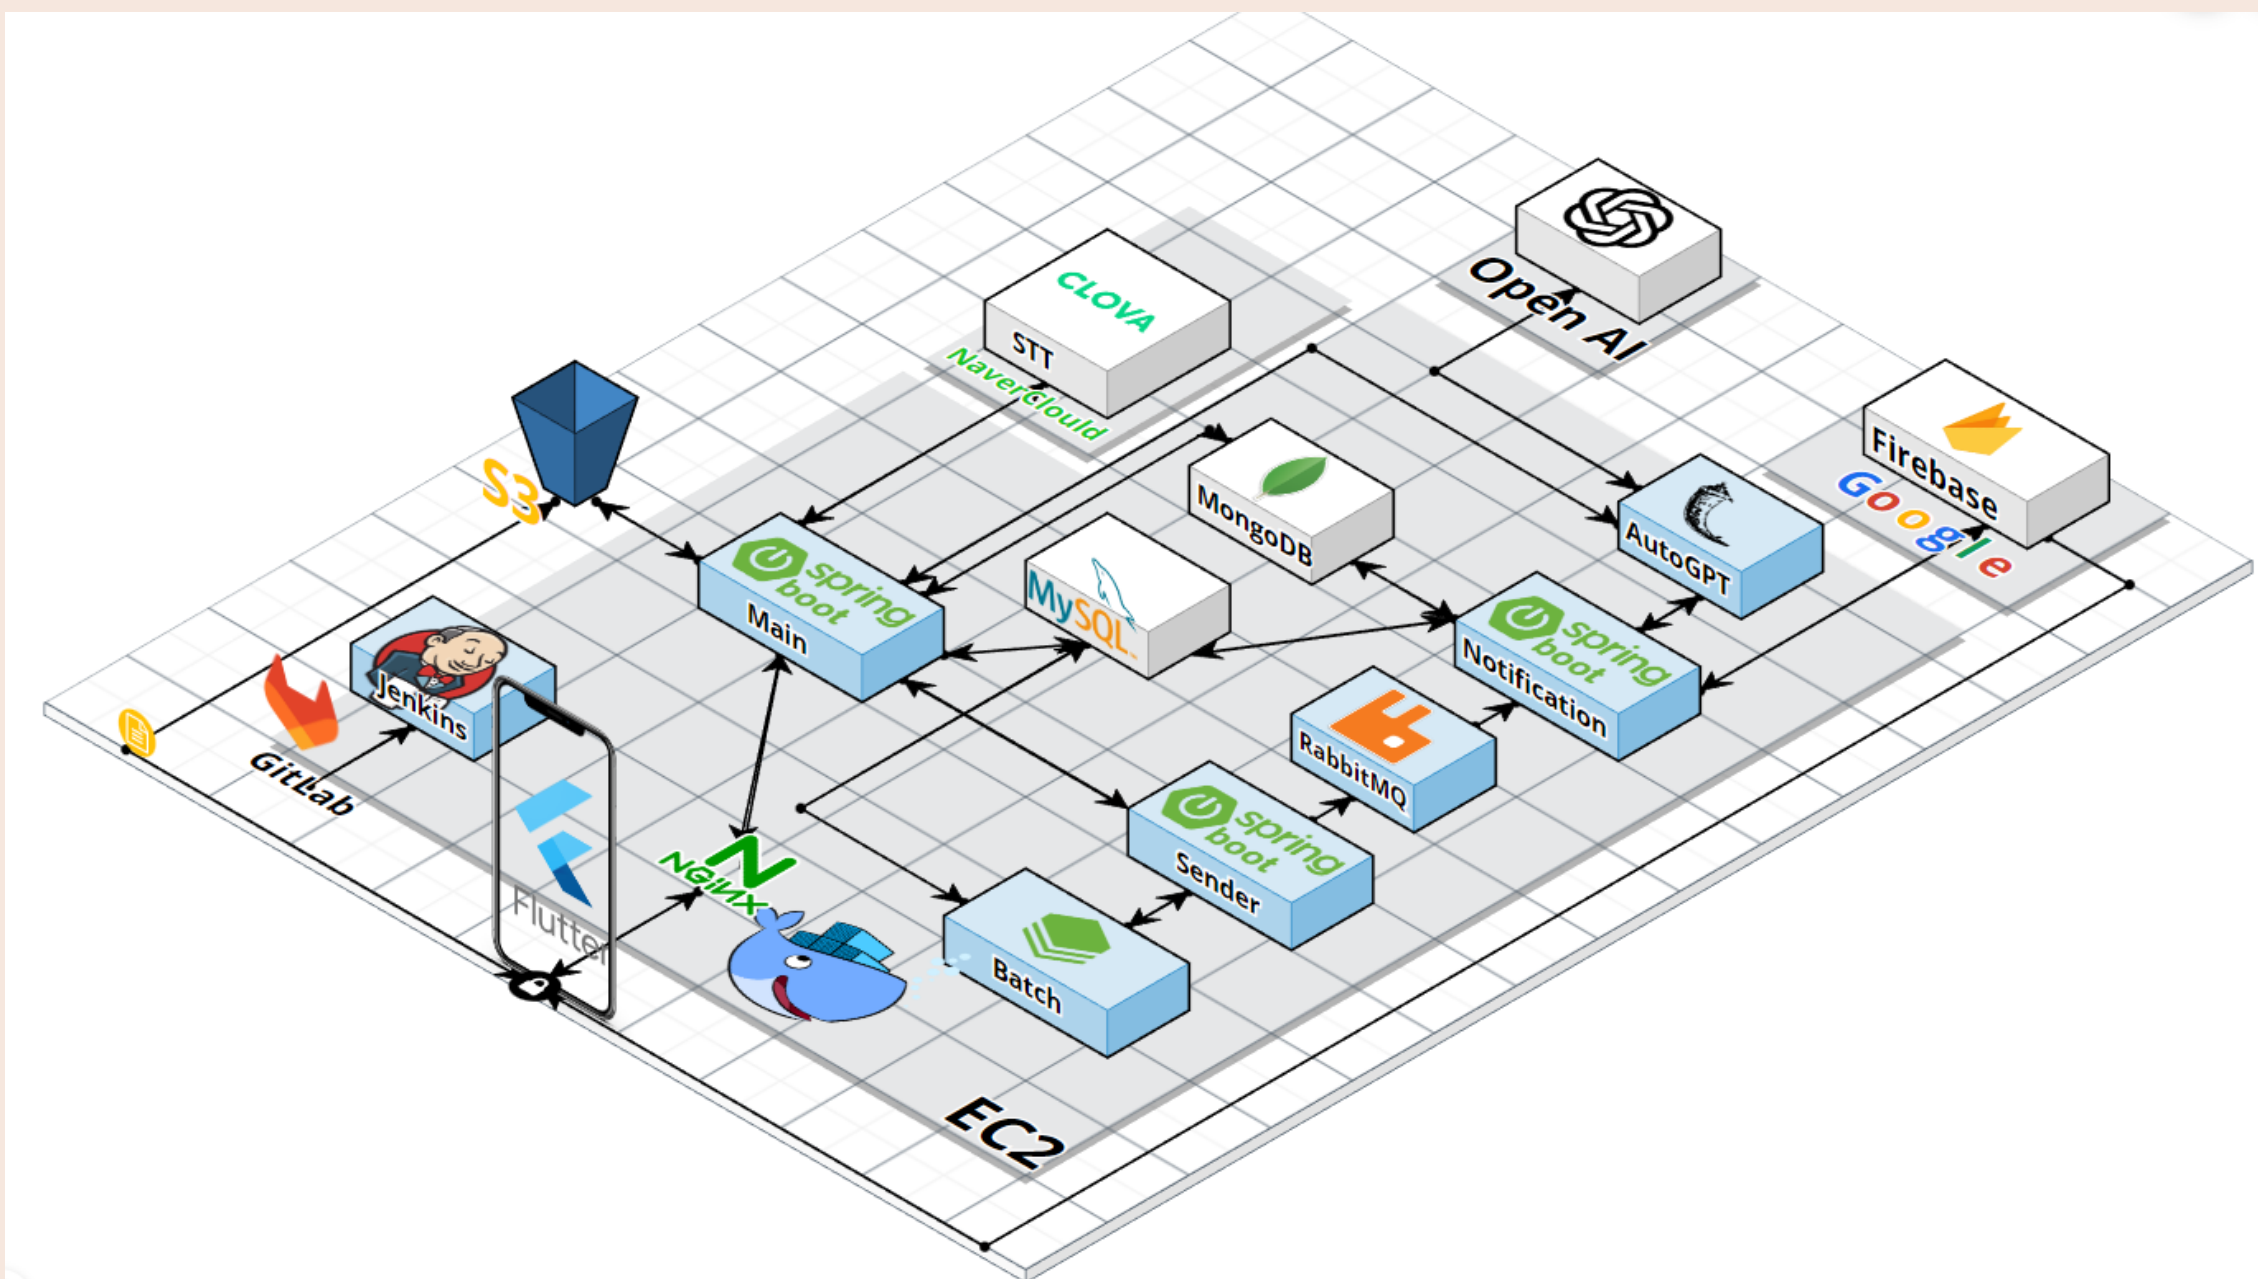 Open AI
CLOVA
STT
NaverClould
Firebase
Google
S3
MongoDB
AutoGPT
spring
boot
Main
MySQL
spring
boot
Notification
Jenkins
GitLab
RabbitMQ
spring
boot
Sender
Flutter
NGiNX
Batch
EC2